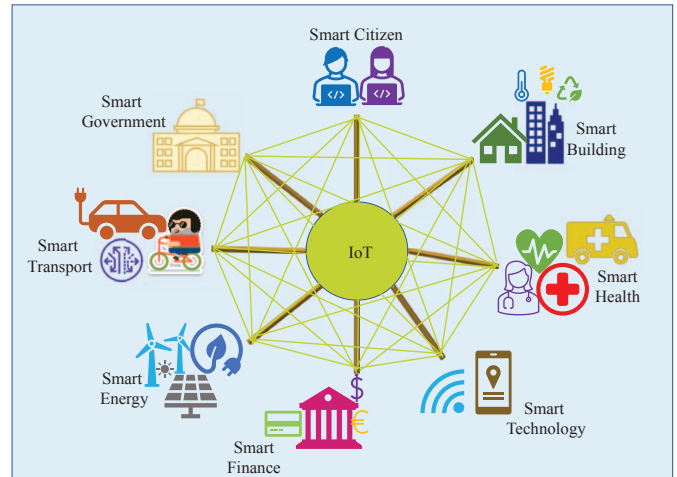 Smart Citizen
Smart
Government
Smart
Building
IoT
Smart
Transport
Smart
Health
Smart
Energy
Smart
Technology
Smart
Finance
</>
</>
$
€